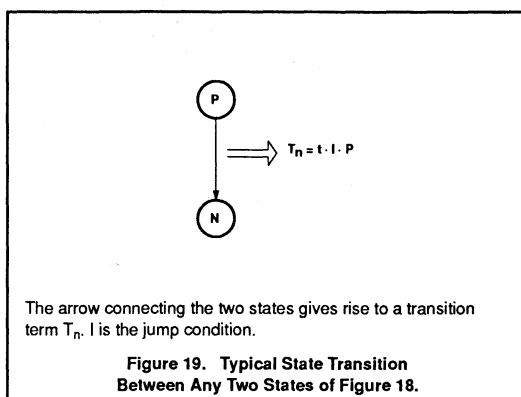 P
Tn = t · I · P
N
The arrow connecting the two states gives rise to a transition
term Tn. I is the jump condition.
Figure 19. Typical State Transition
Between Any Two States of Figure 18.